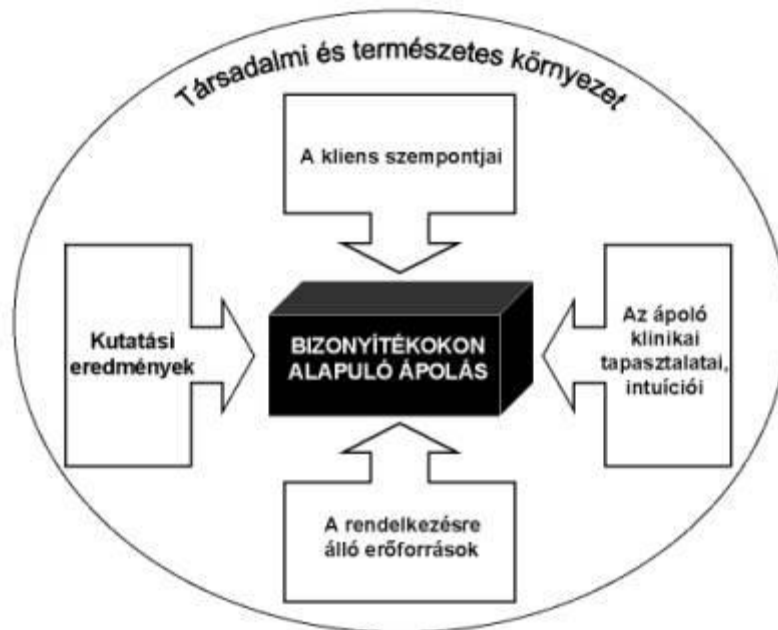 Társadalmi és természetes környezet
A kliens szempontjai
Kutatási
eredmények
BIZONYÍTÉKOKON
ALAPULÓ ÁPOLÁS
Az ápoló
klinikai
tapasztalatai,
intuíciói
A rendelkezésre
álló erőforrások